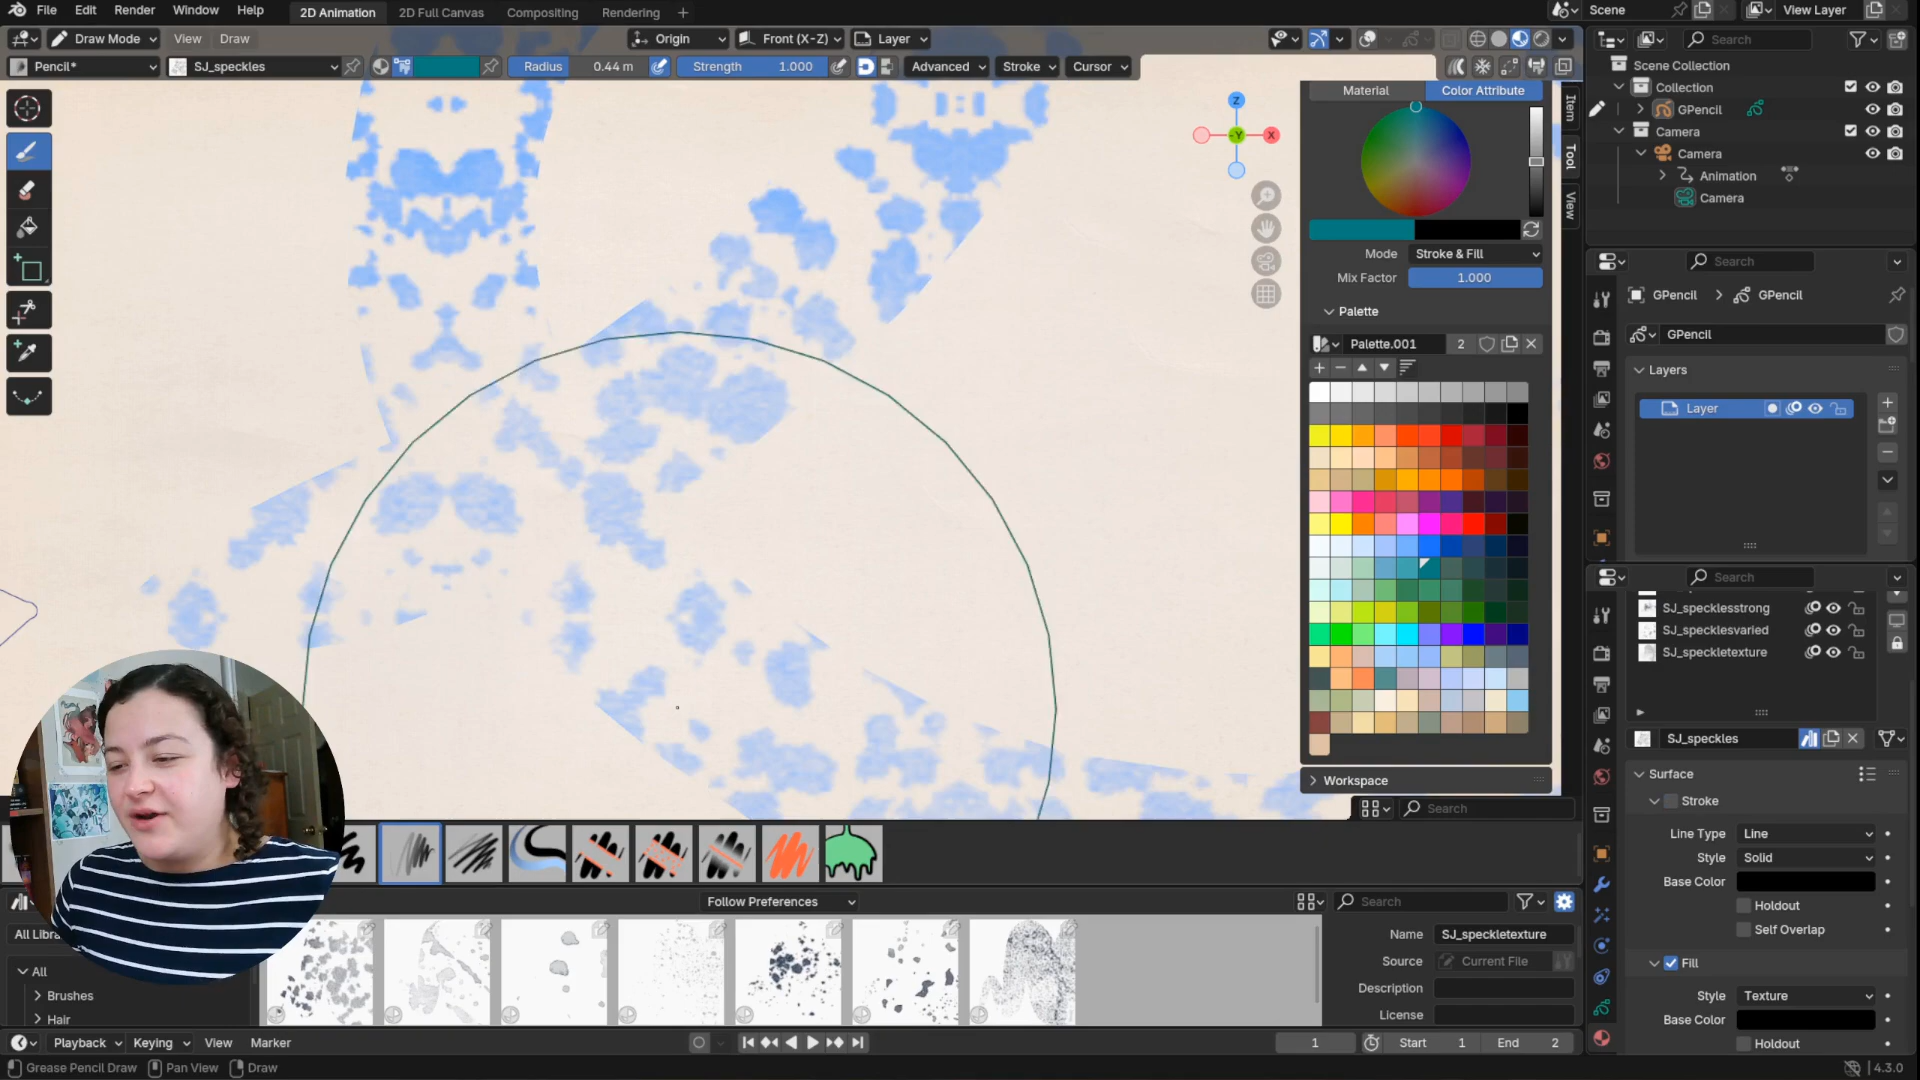 File Edit Render Window Help 2D Animation 2D Full Canvas Compositing Rendering + Scene View Layer
Draw Mode View Draw Origin Front (X-Z) Layer Search
Pencil* SJ_speckles Radius 0.44 m Strength 1.000 Advanced Stroke Cursor
Scene Collection
Collection
GPencil
Camera
Camera
Animation
Camera
Z
-Y
X
Item
Tool
View
Material Color Attribute
Mode Stroke & Fill
Mix Factor 1.000
Palette
Palette.001 2
Workspace
Search
Search
GPencil GPencil
GPencil
Layers
Layer
Search
SJ_specklesstrong
SJ_specklesvaried
SJ_speckletexture
SJ_speckles
Surface
Stroke
Line Type Line
Style Solid
Base Color
Holdout
Self Overlap
Fill
Style Texture
Base Color
Holdout
Follow Preferences Search
All Libra
All
Brushes
Hair
Name SJ_speckletexture
Source Current File
Description
License
Playback Keying View Marker 1 Start 1 End 2
Grease Pencil Draw Pan View Draw 4.3.0